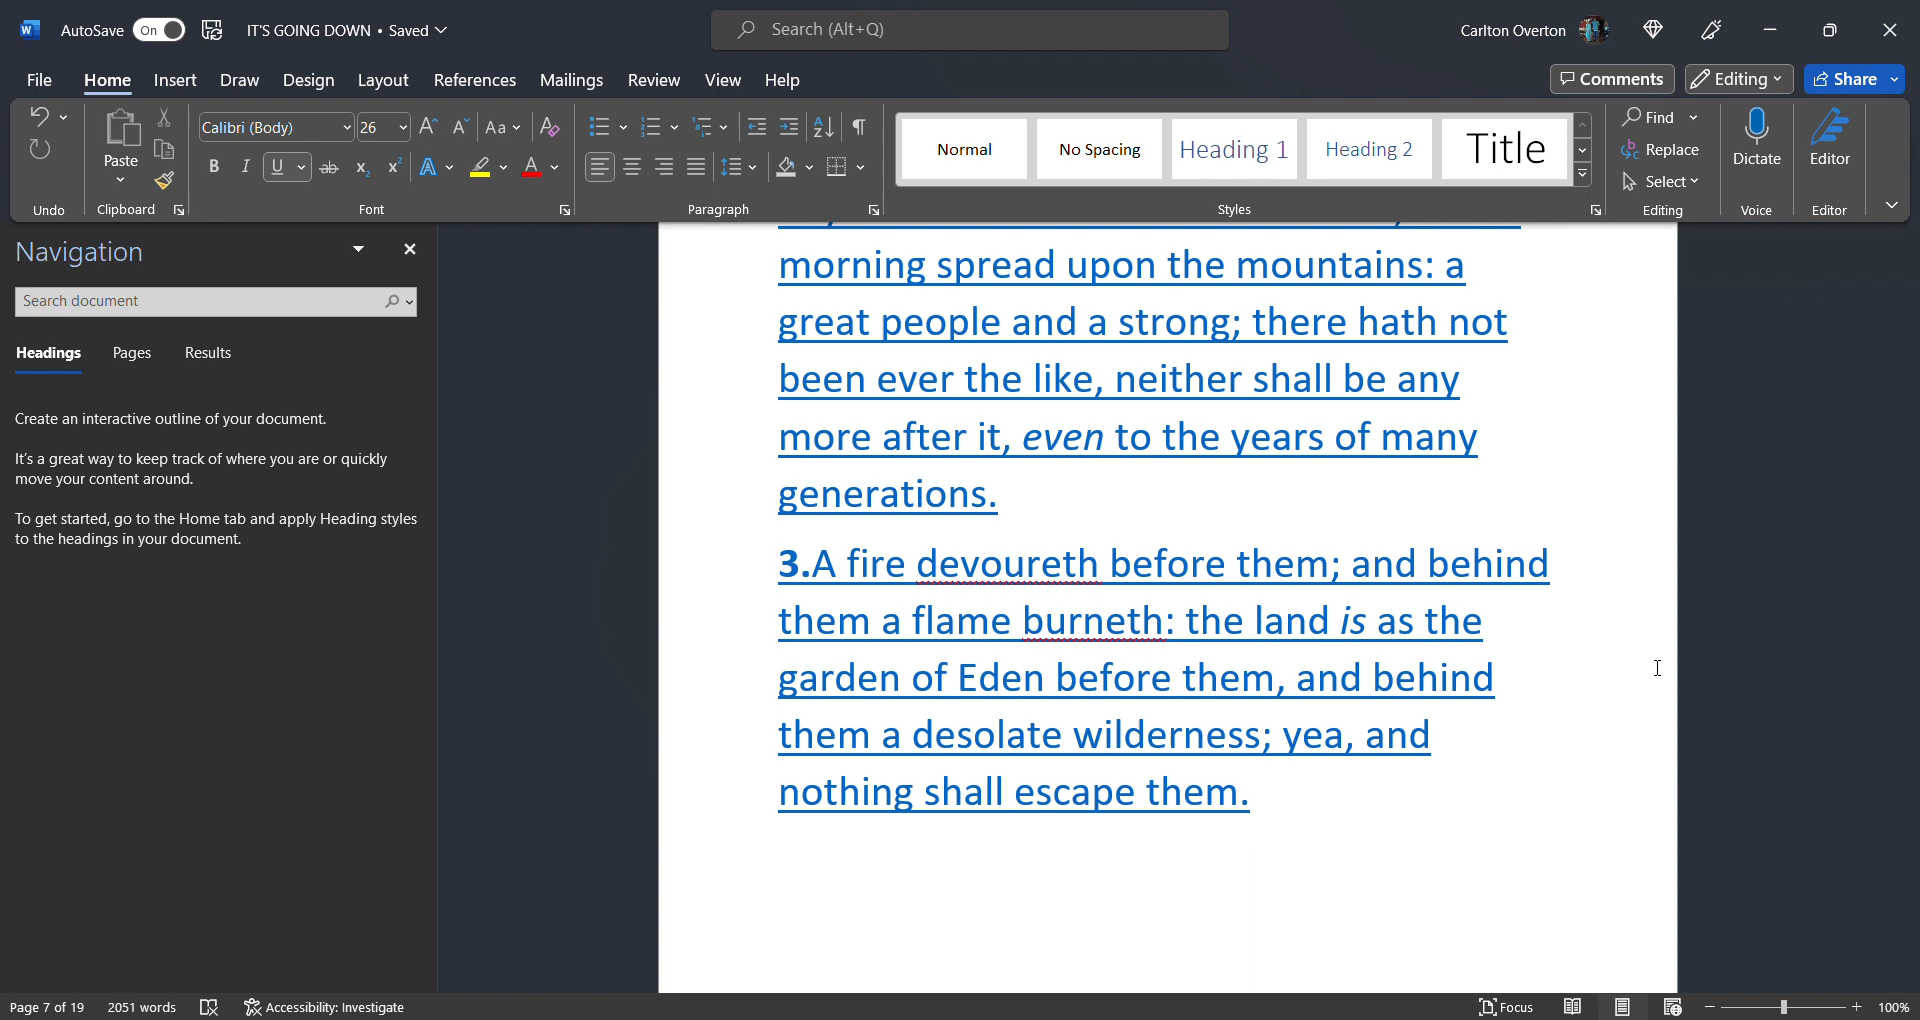 AutoSave On IT'S GOING DOWN • Saved Search (Alt+Q) Carlton Overton
File Home Insert Draw Design Layout References Mailings Review View Help Comments Editing Share
Calibri (Body) 26 Aa Find
Paste Normal No Spacing Heading 1 Heading 2 Title Replace Dictate Editor
B I U ab x₂ x² A A Select
Undo Clipboard Font Paragraph Styles Editing Voice Editor
Navigation
Search document
Headings Pages Results
Create an interactive outline of your document.
It's a great way to keep track of where you are or quickly
move your content around.
To get started, go to the Home tab and apply Heading styles
to the headings in your document.
morning spread upon the mountains: a
great people and a strong; there hath not
been ever the like, neither shall be any
more after it, even to the years of many
generations.
3.A fire devoureth before them; and behind
them a flame burneth: the land is as the
garden of Eden before them, and behind
them a desolate wilderness; yea, and
nothing shall escape them.
Page 7 of 19 2051 words Accessibility: Investigate Focus 100%